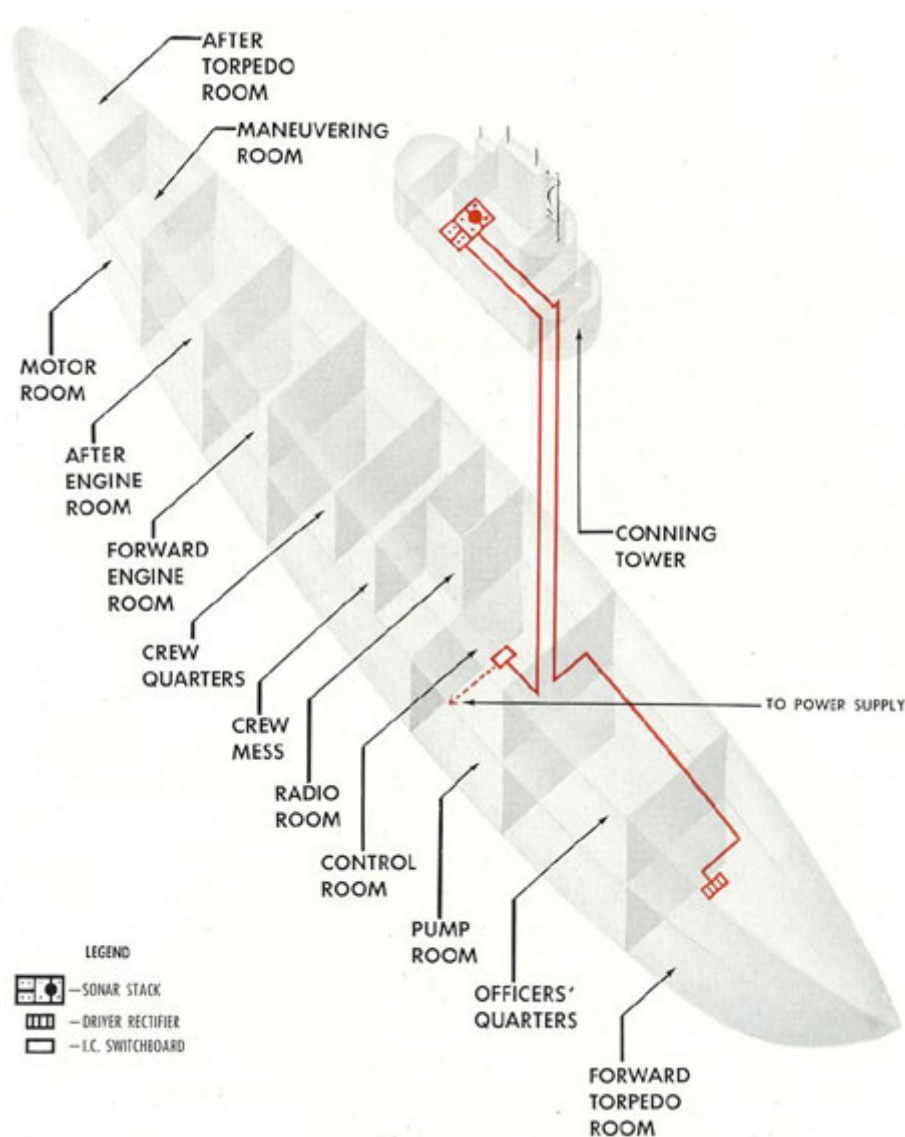 AFTER
TORPEDO
ROOM
MANEUVERING
ROOM
MOTOR
ROOM
AFTER
ENGINE
ROOM
FORWARD
ENGINE
ROOM
CREW
QUARTERS
CREW
MESS
RADIO
ROOM
CONTROL
ROOM
PUMP
ROOM
OFFICERS'
QUARTERS
FORWARD
TORPEDO
ROOM
CONNING
TOWER
TO POWER SUPPLY
LEGEND
—SONAR STACK
—DRIVER RECTIFIER
—I.C. SWITCHBOARD